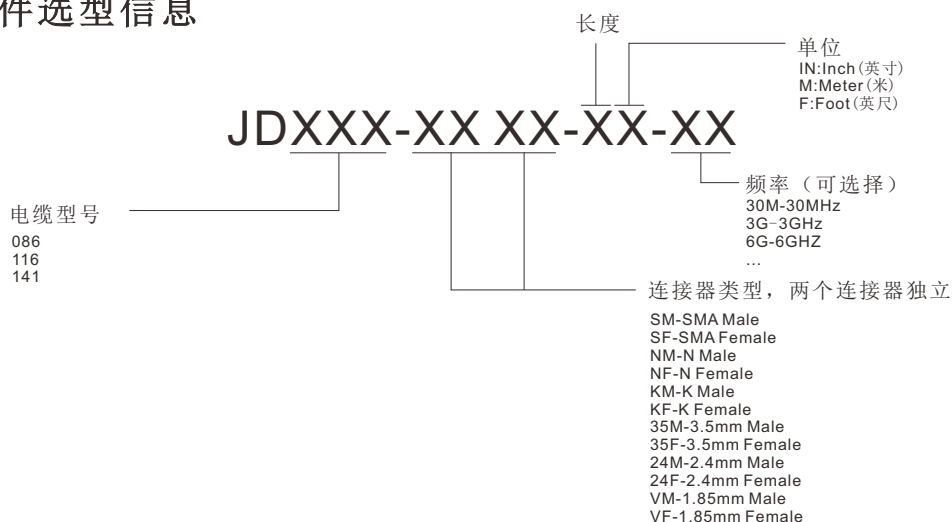 件选型信息
长度
单位
IN:Inch(英寸)
M:Meter(米)
F:Foot(英尺)
JDXXX-XX XX-XX-XX
频率（可选择）
30M-30MHz
3G-3GHz
6G-6GHZ
...
电缆型号
086
116
141
连接器类型，两个连接器独立
SM-SMA Male
SF-SMA Female
NM-N Male
NF-N Female
KM-K Male
KF-K Female
35M-3.5mm Male
35F-3.5mm Female
24M-2.4mm Male
24F-2.4mm Female
VM-1.85mm Male
VF-1.85mm Female